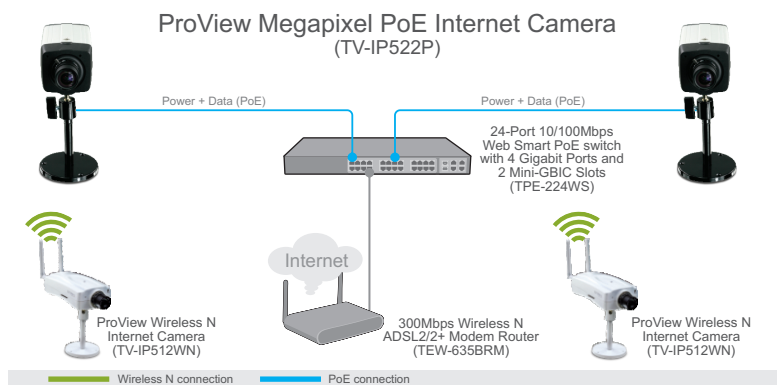 ProView Megapixel PoE Internet Camera
(TV-IP522P)
Power + Data (PoE)
Power + Data (PoE)
24-Port 10/100Mbps
Web Smart PoE switch
with 4 Gigabit Ports and
2 Mini-GBIC Slots
(TPE-224WS)
Internet
ProView Wireless N
Internet Camera
(TV-IP512WN)
300Mbps Wireless N
ADSL2/2+ Modem Router
(TEW-635BRM)
ProView Wireless N
Internet Camera
(TV-IP512WN)
Wireless N connection
PoE connection